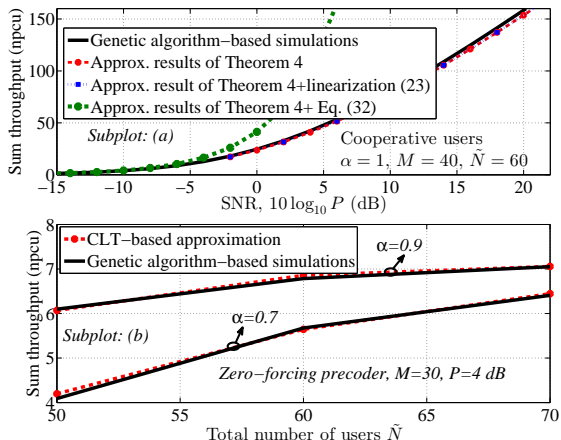 150
100
50
0
Sum throughput (npcu)
Genetic algorithm−based simulations
Approx. results of Theorem 4
Approx. results of Theorem 4+linearization (23)
Approx. results of Theorem 4+ Eq. (32)
Subplot: (a)
Cooperative users
α = 1, M = 40, Ñ = 60
−15 −10 −5 0 5 10 15 20
SNR, 10 log₁₀ P (dB)
8
7
6
5
4
Sum throughput (npcu)
CLT−based approximation
Genetic algorithm−based simulations
α=0.9
Subplot: (b)
α=0.7
Zero−forcing precoder, M=30, P=4 dB
50 55 60 65 70
Total number of users Ñ